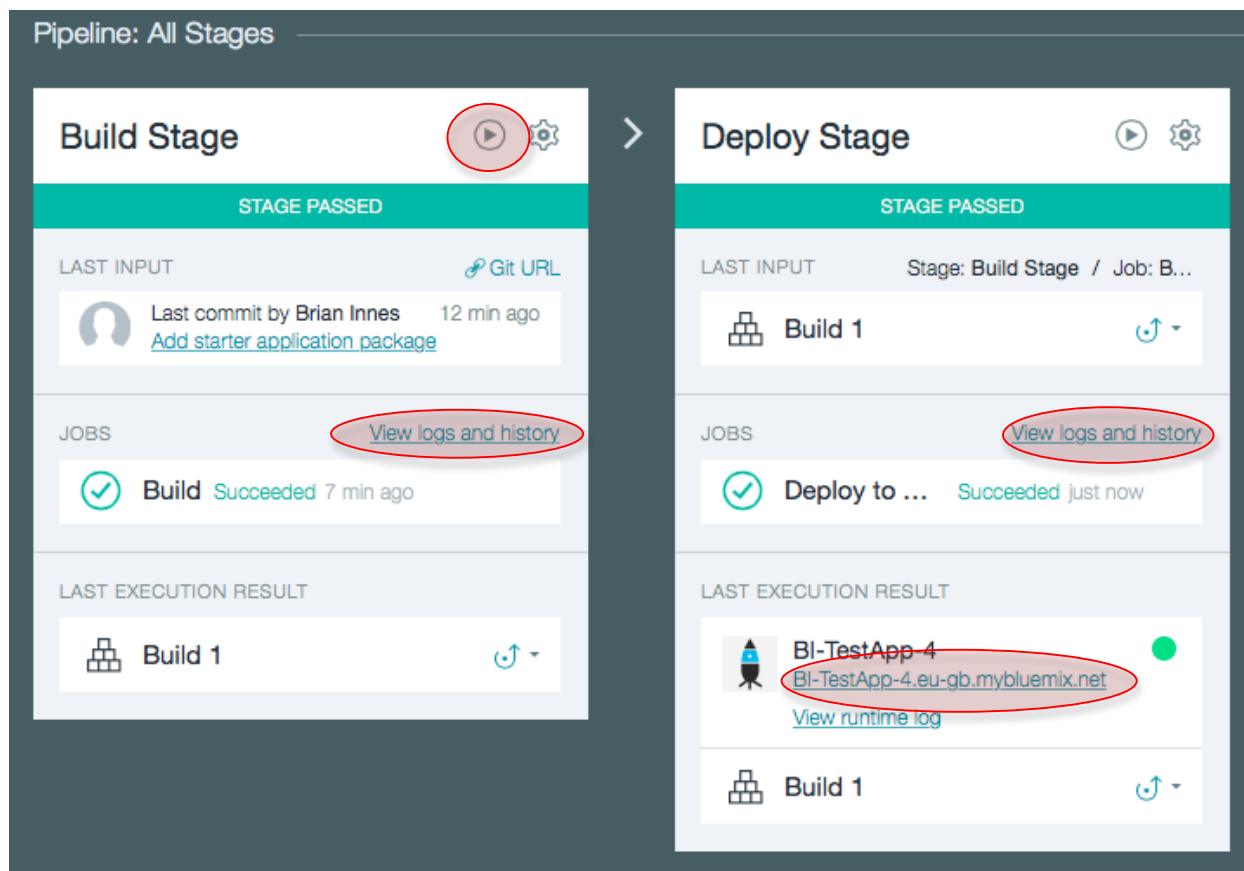 Pipeline: All Stages
Build Stage
STAGE PASSED
LAST INPUT
Git URL
Last commit by Brian Innes
12 min ago
Add starter application package
JOBS
View logs and history
Build Succeeded 7 min ago
LAST EXECUTION RESULT
Build 1
Deploy Stage
STAGE PASSED
LAST INPUT
Stage: Build Stage / Job: B...
Build 1
JOBS
View logs and history
Deploy to ... Succeeded just now
LAST EXECUTION RESULT
BI-TestApp-4
BI-TestApp-4.eu-gb.mybluemix.net
View runtime log
Build 1